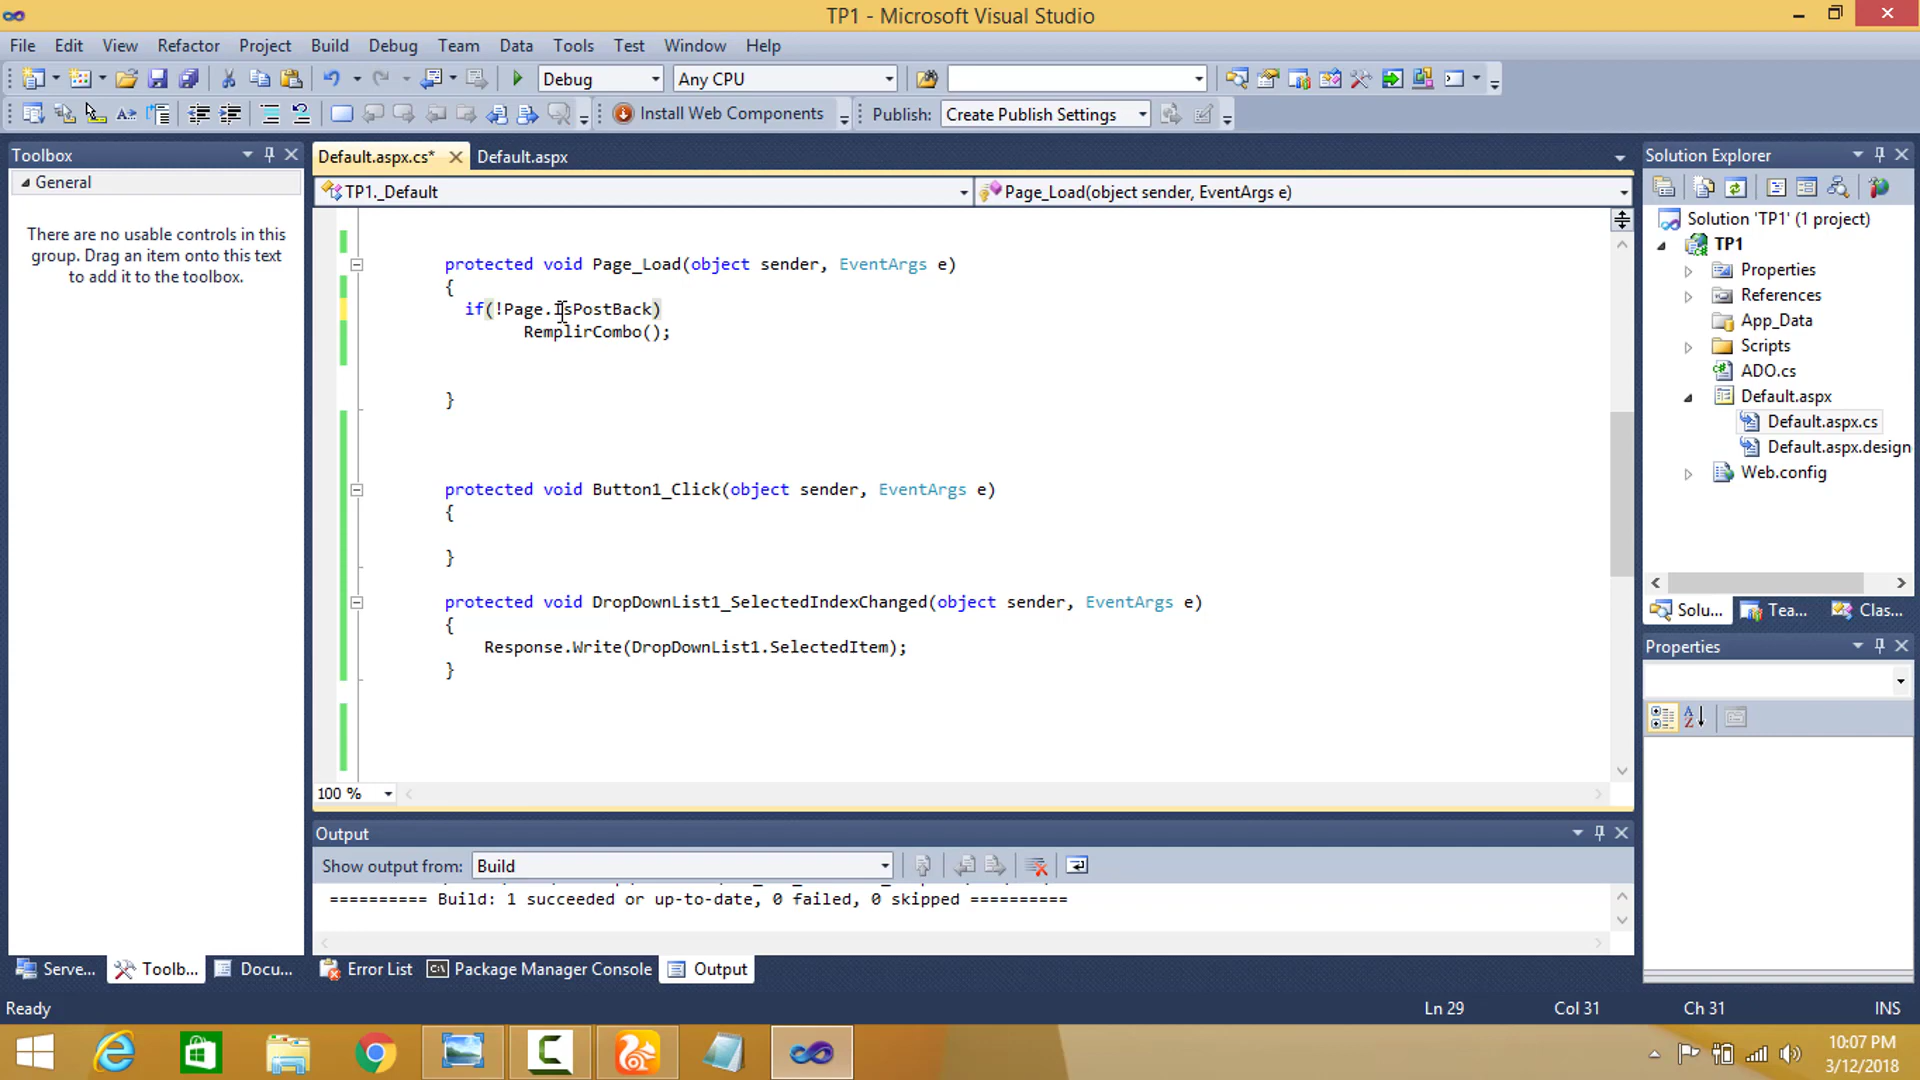 TP1 - Microsoft Visual Studio
File Edit View Refactor Project Build Debug Team Data Tools Test Window Help
Debug Any CPU
Install Web Components Publish: Create Publish Settings
Toolbox
General
There are no usable controls in this
group. Drag an item onto this text
to add it to the toolbox.
Default.aspx.cs* Default.aspx
TP1._Default Page_Load(object sender, EventArgs e)
protected void Page_Load(object sender, EventArgs e)
{
if(!Page.IsPostBack)
RemplirCombo();
}
protected void Button1_Click(object sender, EventArgs e)
{
}
protected void DropDownList1_SelectedIndexChanged(object sender, EventArgs e)
{
Response.Write(DropDownList1.SelectedItem);
}
100 %
Output
Show output from: Build
========== Build: 1 succeeded or up-to-date, 0 failed, 0 skipped ==========
Serve... Toolb... Docu... Error List Package Manager Console Output
Solution Explorer
Solution 'TP1' (1 project)
TP1
Properties
References
App_Data
Scripts
ADO.cs
Default.aspx
Default.aspx.cs
Default.aspx.design
Web.config
Solu... Tea... Clas...
Properties
Ready Ln 29 Col 31 Ch 31 INS
10:07 PM
3/12/2018